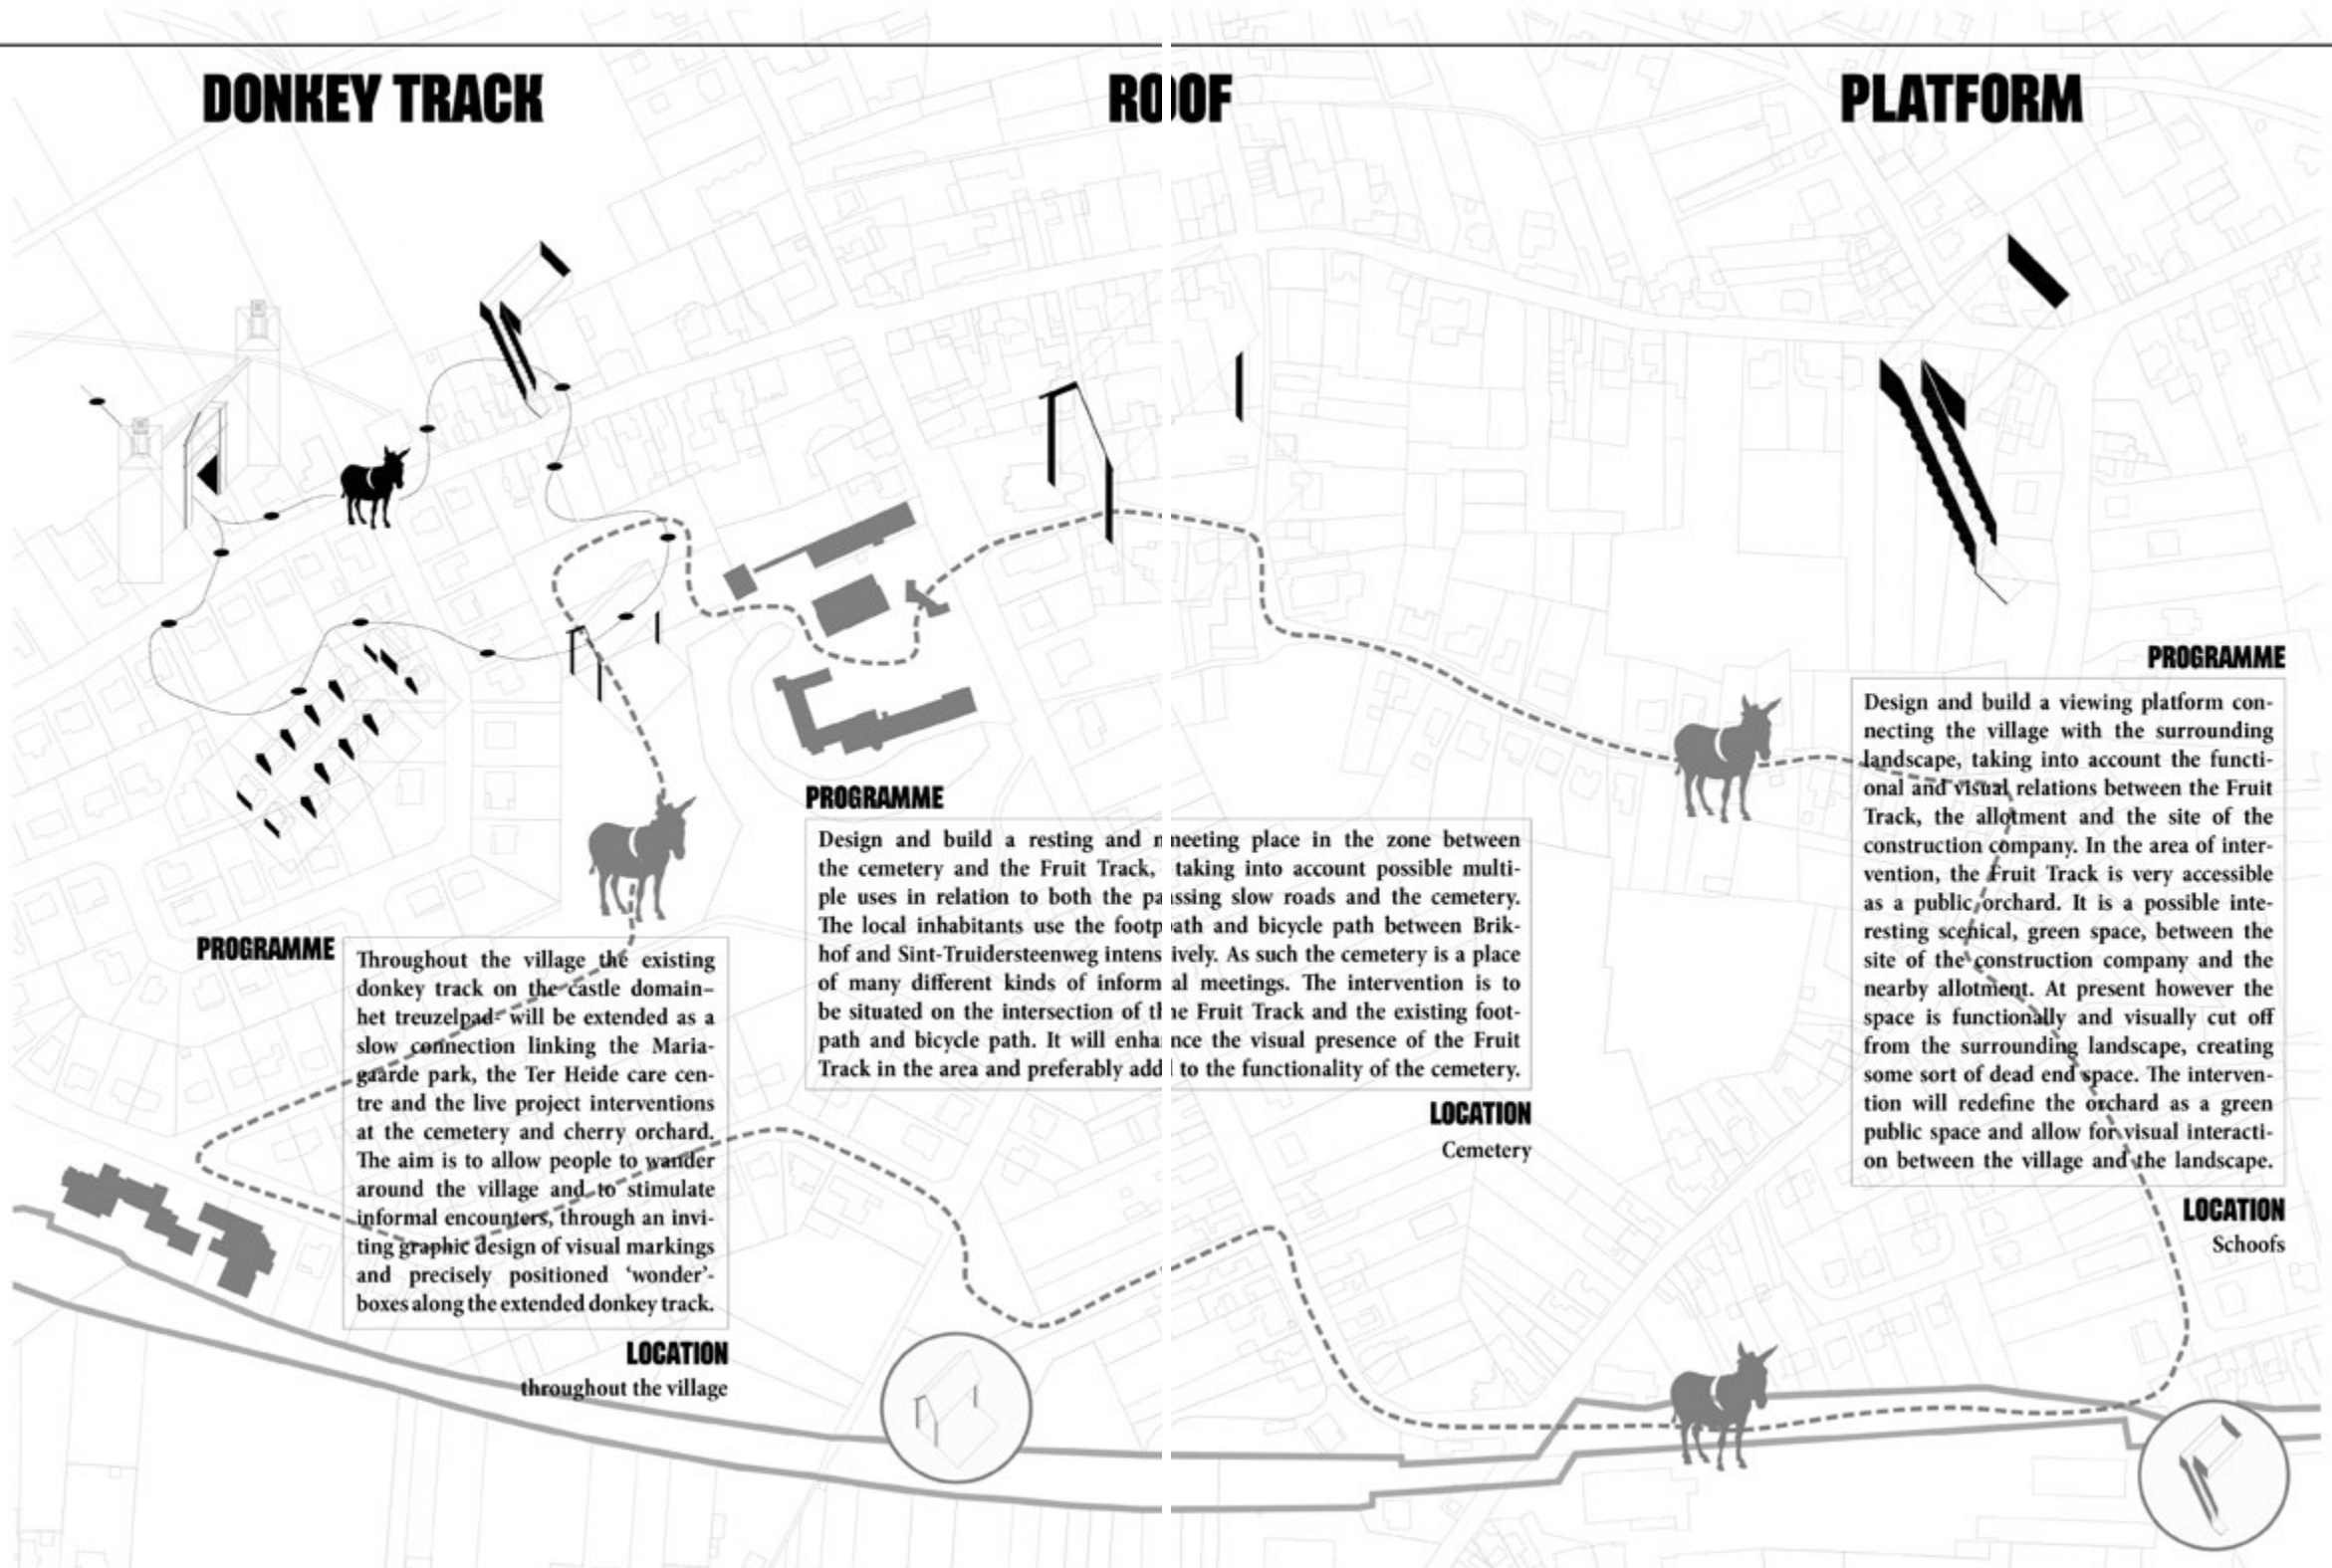 DONKEY TRACK
ROOF
PLATFORM
PROGRAMME
Throughout the village the existing
donkey track on the castle domain–
het treuzelpad- will be extended as a
slow connection linking the Maria-
gaarde park, the Ter Heide care cen-
tre and the live project interventions
at the cemetery and cherry orchard.
The aim is to allow people to wander
around the village and to stimulate
informal encounters, through an invi-
ting graphic design of visual markings
and precisely positioned ‘wonder’-
boxes along the extended donkey track.
LOCATION
throughout the village
PROGRAMME
Design and build a resting and meeting place in the zone between
the cemetery and the Fruit Track, taking into account possible multi-
ple uses in relation to both the passing slow roads and the cemetery.
The local inhabitants use the footpath and bicycle path between Brik-
hof and Sint-Truidersteenweg intensively. As such the cemetery is a place
of many different kinds of informal meetings. The intervention is to
be situated on the intersection of the Fruit Track and the existing foot-
path and bicycle path. It will enhance the visual presence of the Fruit
Track in the area and preferably add to the functionality of the cemetery.
LOCATION
Cemetery
PROGRAMME
Design and build a viewing platform con-
necting the village with the surrounding
landscape, taking into account the functi-
onal and visual relations between the Fruit
Track, the allotment and the site of the
construction company. In the area of inter-
vention, the Fruit Track is very accessible
as a public orchard. It is a possible inte-
resting scenical, green space, between the
site of the construction company and the
nearby allotment. At present however the
space is functionally and visually cut off
from the surrounding landscape, creating
some sort of dead end space. The interven-
tion will redefine the orchard as a green
public space and allow for visual interacti-
on between the village and the landscape.
LOCATION
Schoofs